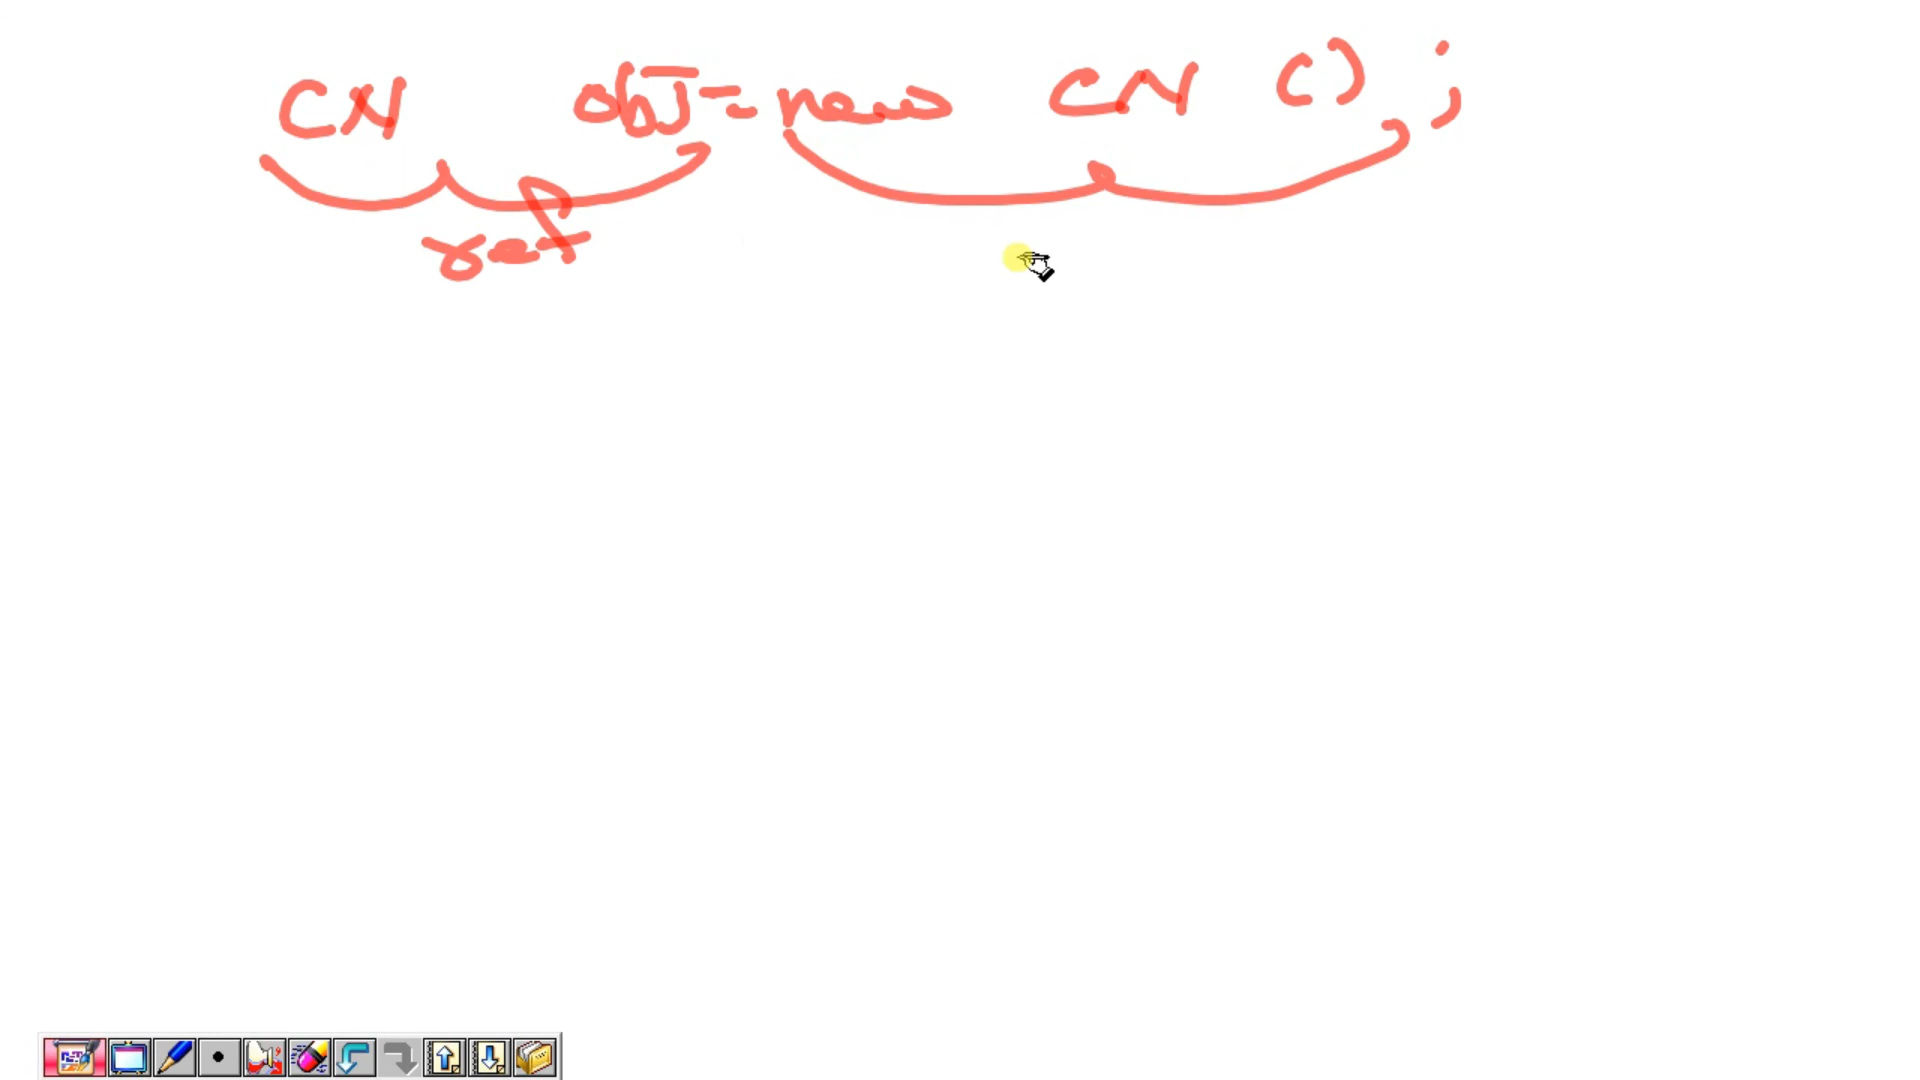 CN obj = new CN ();
ref